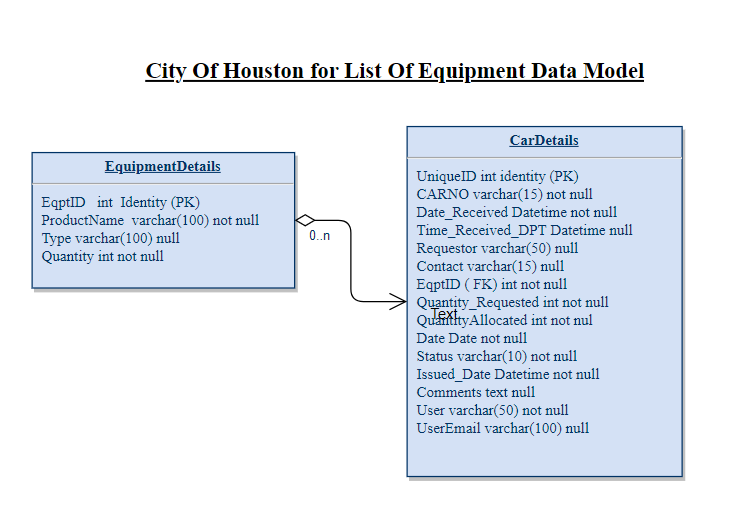 City Of Houston for List Of Equipment Data Model
EquipmentDetails
EqptID int Identity (PK)
ProductName varchar(100) not null
Type varchar(100) null
Quantity int not null
0..n
CarDetails
UniqueID int identity (PK)
CARNO varchar(15) not null
Date_Received Datetime not null
Time_Received_DPT Datetime null
Requestor varchar(50) null
Contact varchar(15) null
EqptID ( FK) int not null
Quantity_Requested int not null
Text
QuantityAllocated int not nul
Date Date not null
Status varchar(10) not null
Issued_Date Datetime not null
Comments text null
User varchar(50) not null
UserEmail varchar(100) null